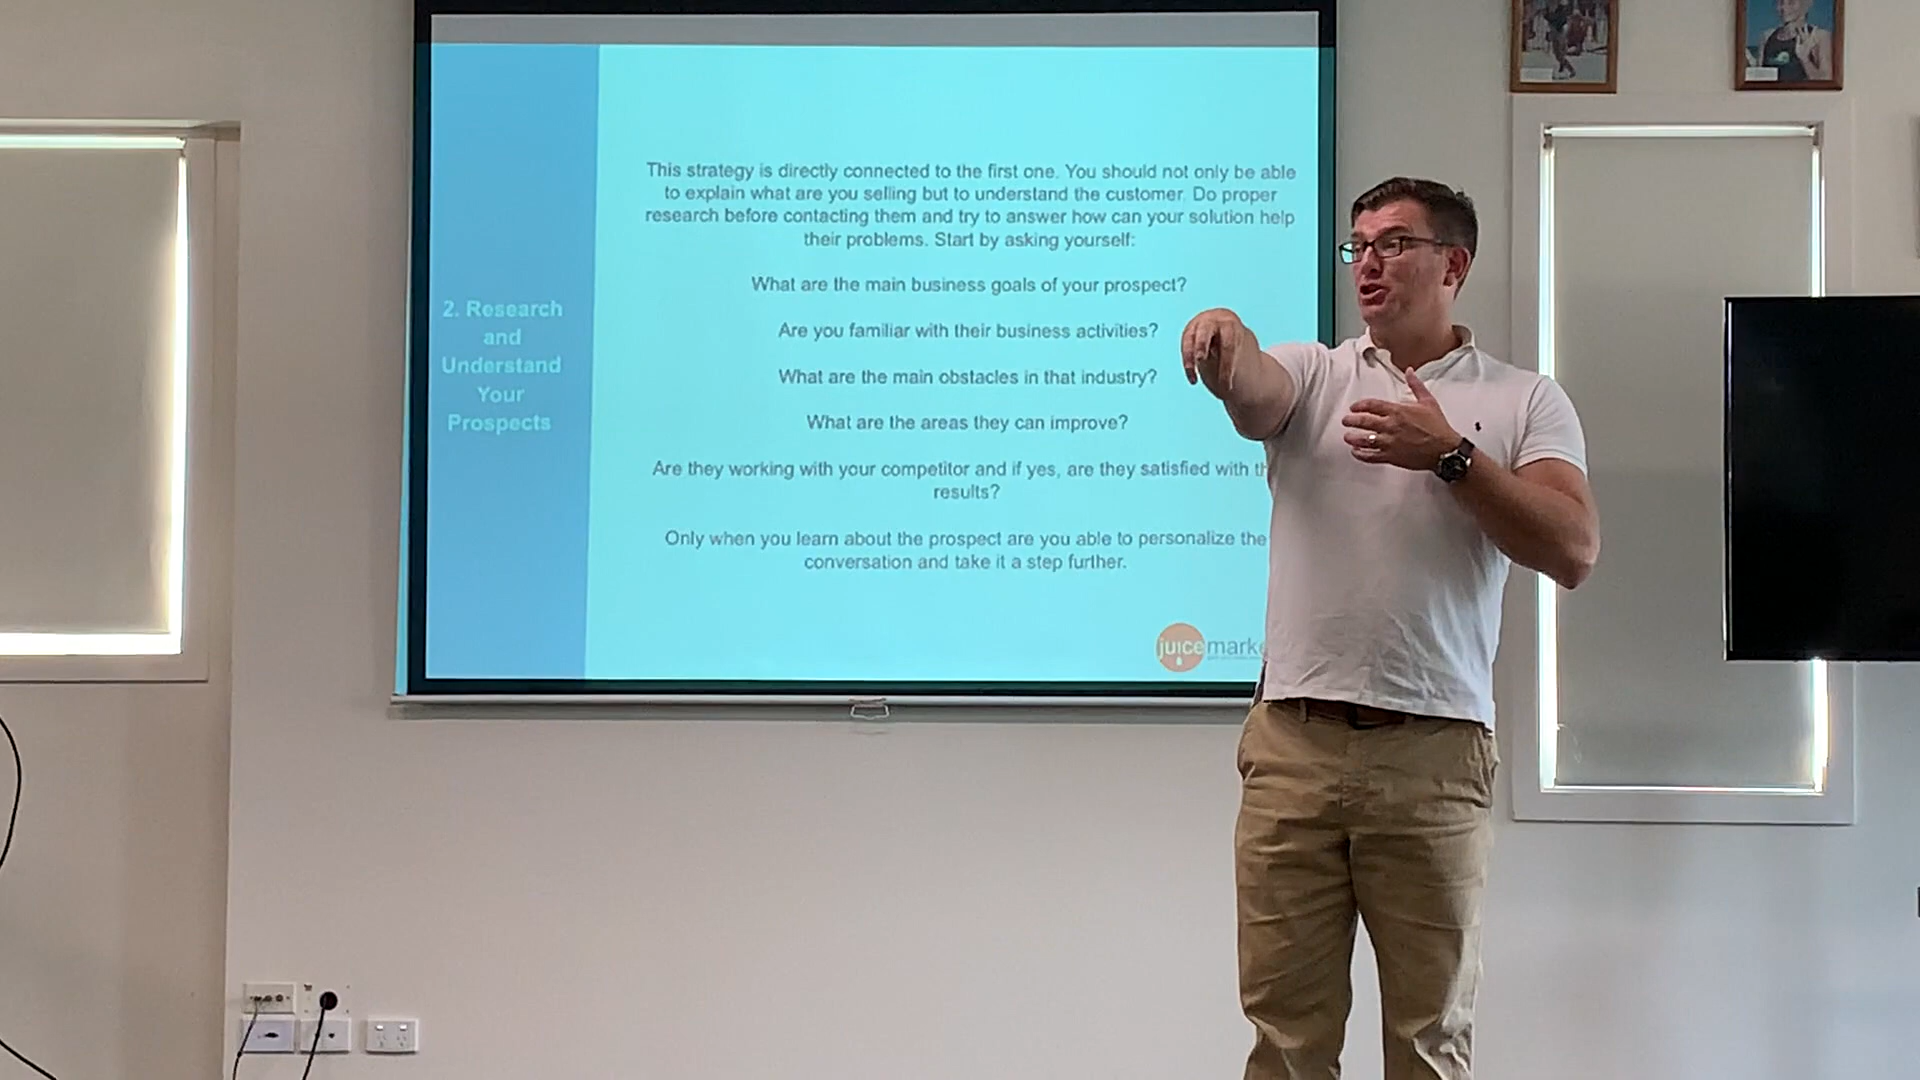 This strategy is directly connected to the first one. You should not only be able
to explain what are you selling but to understand the customer. Do proper
research before contacting them and try to answer how can your solution help
their problems. Start by asking yourself:
What are the main business goals of your prospect?
Are you familiar with their business activities?
What are the main obstacles in that industry?
What are the areas they can improve?
Are they working with your competitor and if yes, are they satisfied with th
results?
Only when you learn about the prospect are you able to personalize the
conversation and take it a step further.
2. Research
and
Understand
Your
Prospects
juice marke